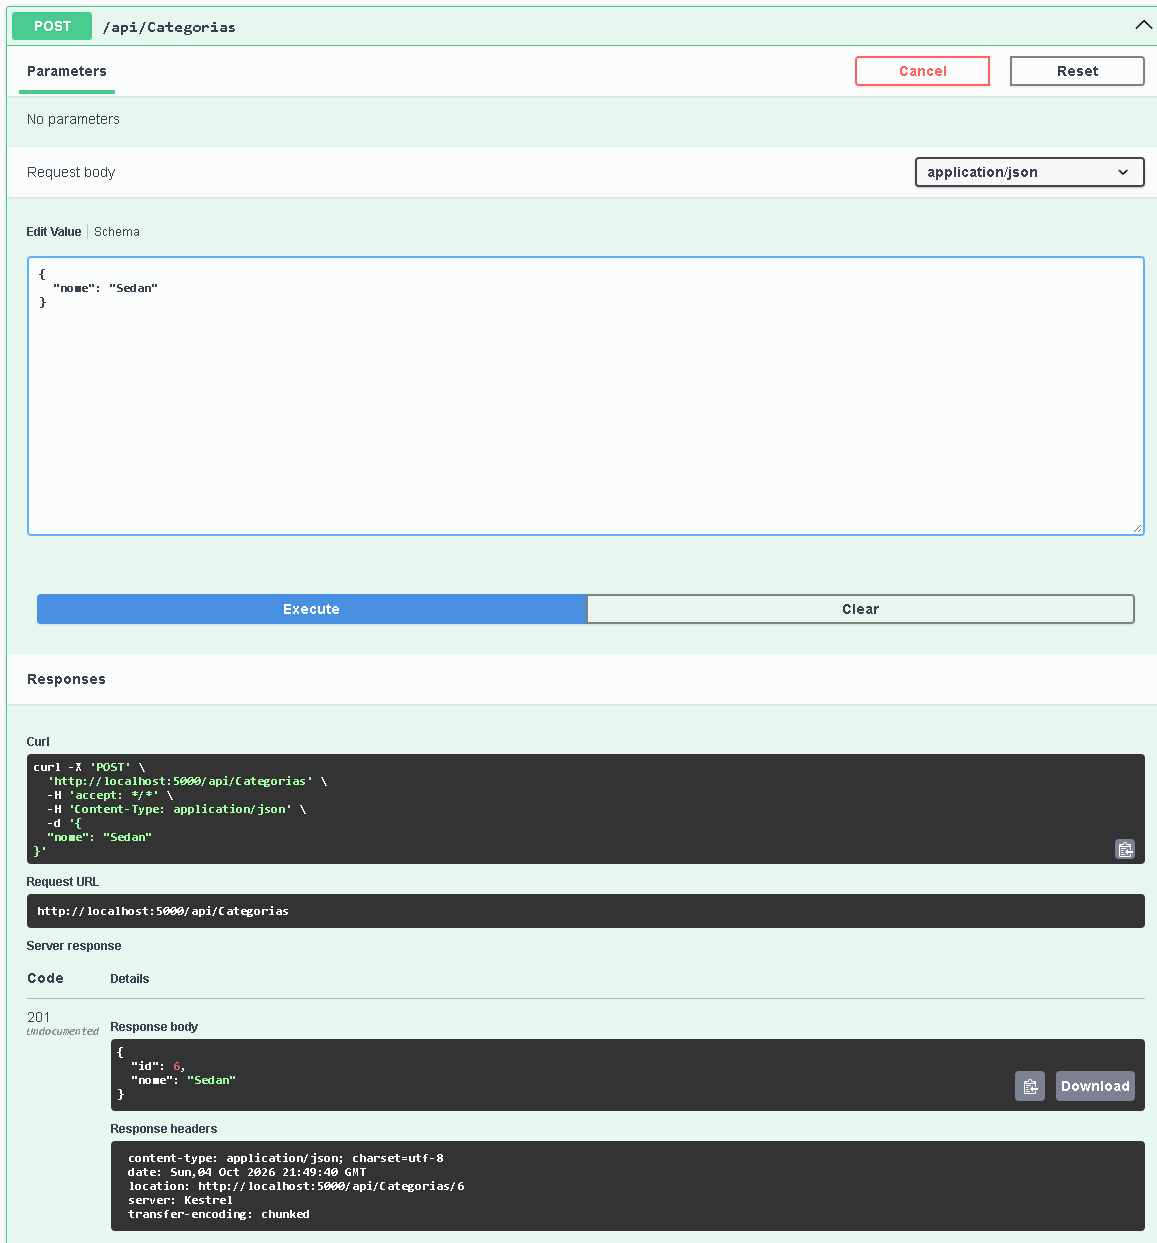 POST /api/Categorias
Parameters
Cancel
Reset
No parameters
Request body
application/json
Edit Value
Schema
{
  "nome": "Sedan"
}
Execute
Clear
Responses
Curl
curl -X 'POST' \
  'http://localhost:5000/api/Categorias' \
  -H 'accept: */*' \
  -H 'Content-Type: application/json' \
  -d '{
  "nome": "Sedan"
}'
Request URL
http://localhost:5000/api/Categorias
Server response
Code
Details
201
Undocumented
Response body
{
  "id": 6,
  "nome": "Sedan"
}
Download
Response headers
content-type: application/json; charset=utf-8
date: Sun,04 Oct 2026 21:49:40 GMT
location: http://localhost:5000/api/Categorias/6
server: Kestrel
transfer-encoding: chunked